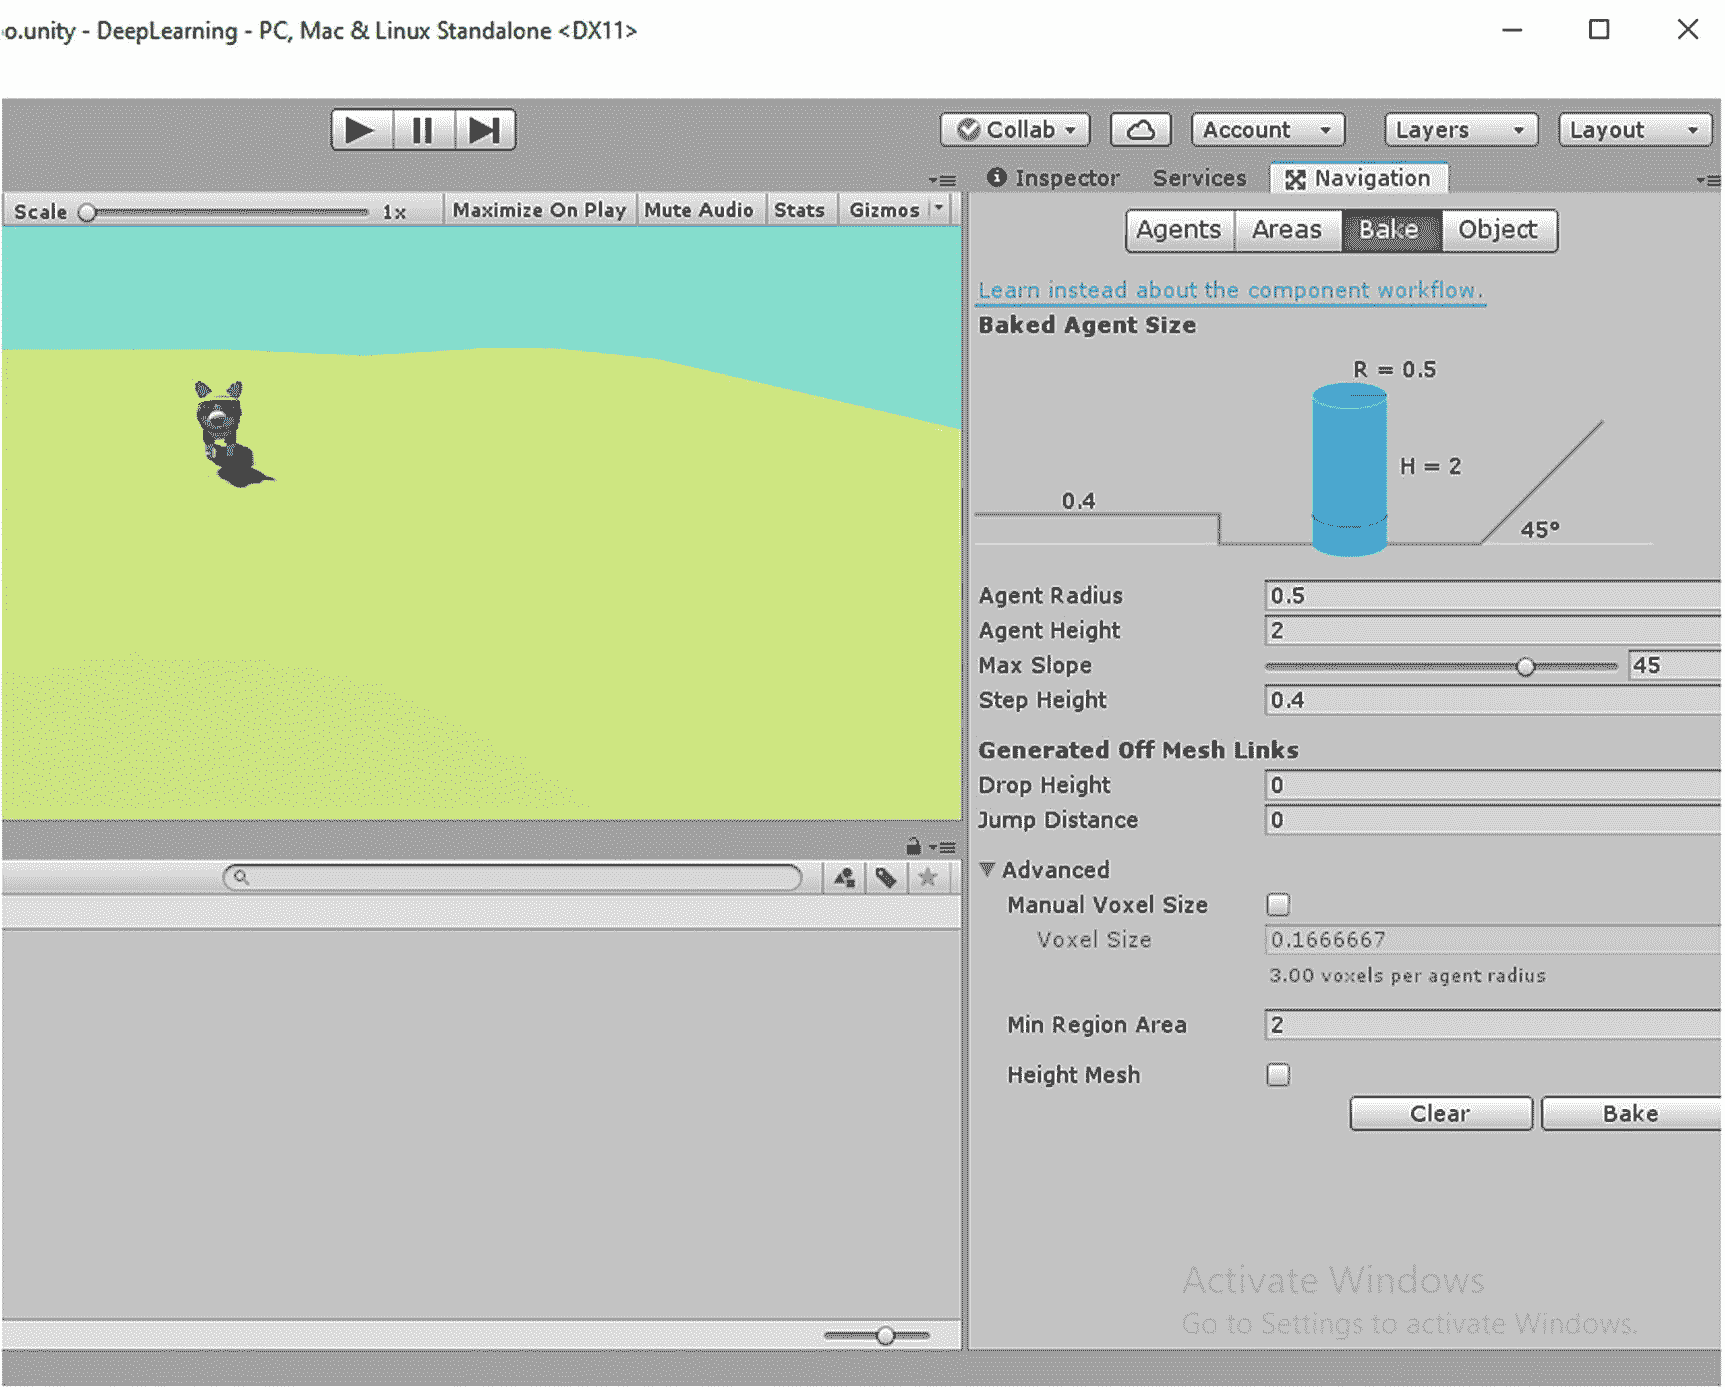 o.unity - DeepLearning - PC, Mac & Linux Standalone <DX11>
Collab
Account
Layers
Layout
Inspector
Services
Navigation
Scale
1x
Maximize On Play
Mute Audio
Stats
Gizmos
Agents
Areas
Bake
Object
Learn instead about the component workflow.
Baked Agent Size
R = 0.5
H = 2
0.4
45°
Agent Radius
0.5
Agent Height
2
Max Slope
45
Step Height
0.4
Generated Off Mesh Links
Drop Height
0
Jump Distance
0
Advanced
Manual Voxel Size
Voxel Size
0.1666667
3.00 voxels per agent radius
Min Region Area
2
Height Mesh
Clear
Bake
Activate Windows
Go to Settings to activate Windows.